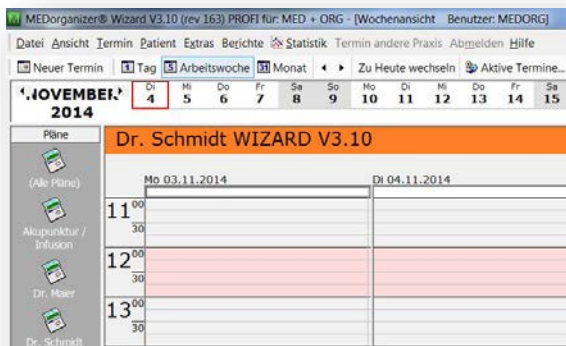 MEDorganizer® Wizard V3.10 (rev 163) PROFI für: MED + ORG - [Wochenansicht Benutzer: MEDORG]
Datei Ansicht Termin Patient Extras Berichte Statistik Termin andere Praxis Abmelden Hilfe
Neuer Termin 1 Tag 5 Arbeitswoche 31 Monat Zu Heute wechseln Aktive Termine...
NOVEMBER Di Mi Do Fr Sa So Mo Di Mi Do Fr Sa
4 5 6 7 8 9 10 11 12 13 14 15
2014
Pläne
Dr. Schmidt WIZARD V3.10
(Alle Pläne)
Mo 03.11.2014 Di 04.11.2014
11 00
30
Akupunktur /
Infusion
12 00
30
Dr. Maier
13 00
30
Dr. Schmidt